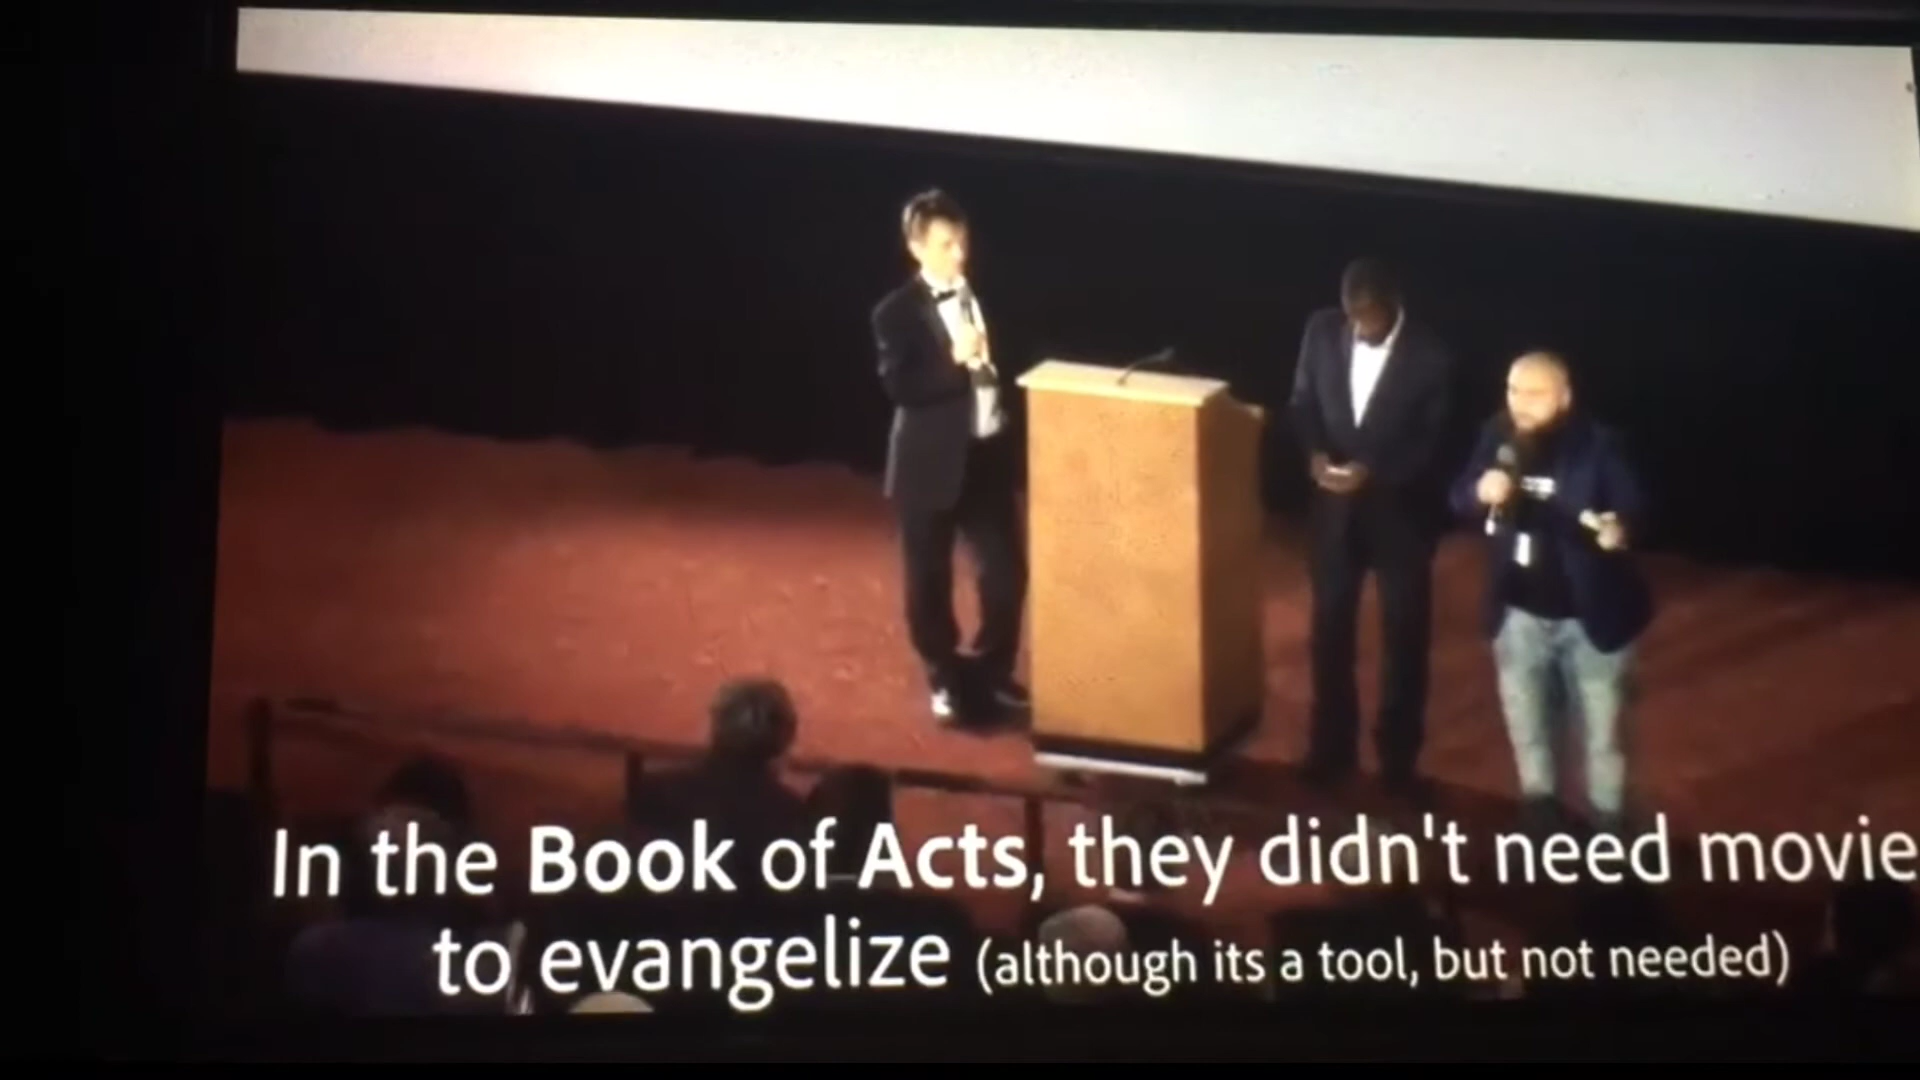 In the Book of Acts, they didn't need movie
to evangelize (although its a tool, but not needed)